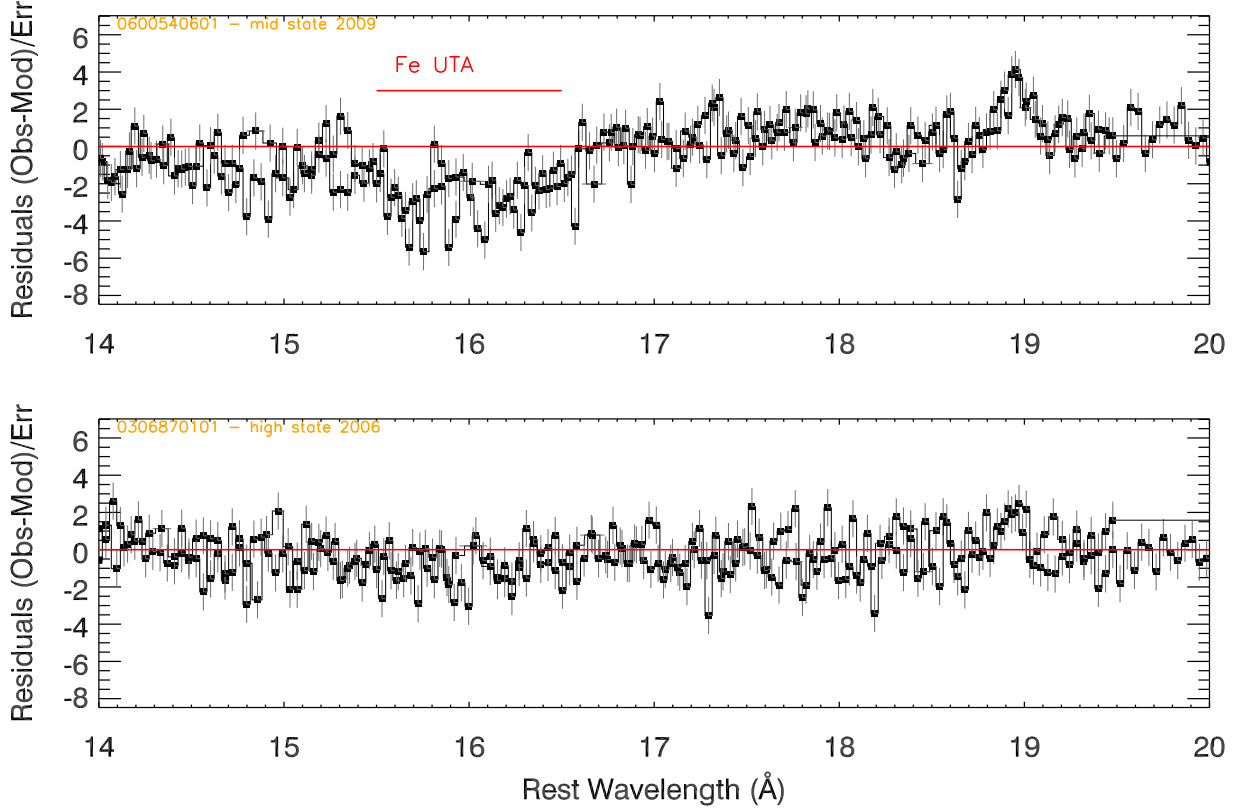 Residuals (Obs-Mod)/Err
0600540601 – mid state 2009
Fe UTA
6
4
2
0
-2
-4
-6
-8
14 15 16 17 18 19 20
Residuals (Obs-Mod)/Err
0306870101 – high state 2006
6
4
2
0
-2
-4
-6
-8
14 15 16 17 18 19 20
Rest Wavelength (Å)